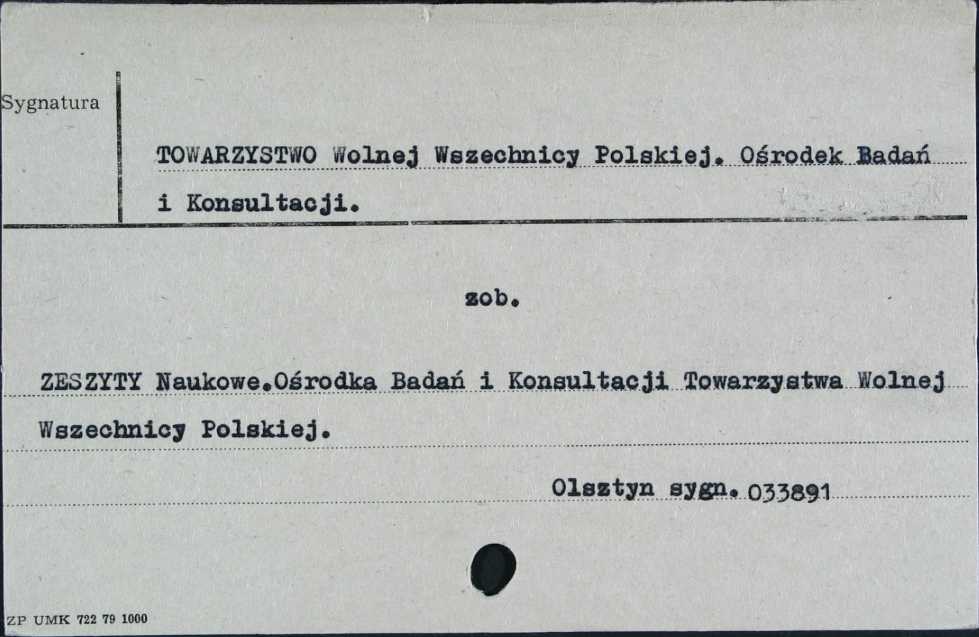 Sygnatura
TOWARZYSTWO Wolnej Wszechnicy Polskiej. Ośrodek Badań
i Konsultacji.
zob.
ZESZYTY Naukowe.Ośrodka Badań i Konsultacji Towarzystwa Wolnej
Wszechnicy Polskiej.
Olsztyn sygn. 033891
ZP UMK 722 79 1000